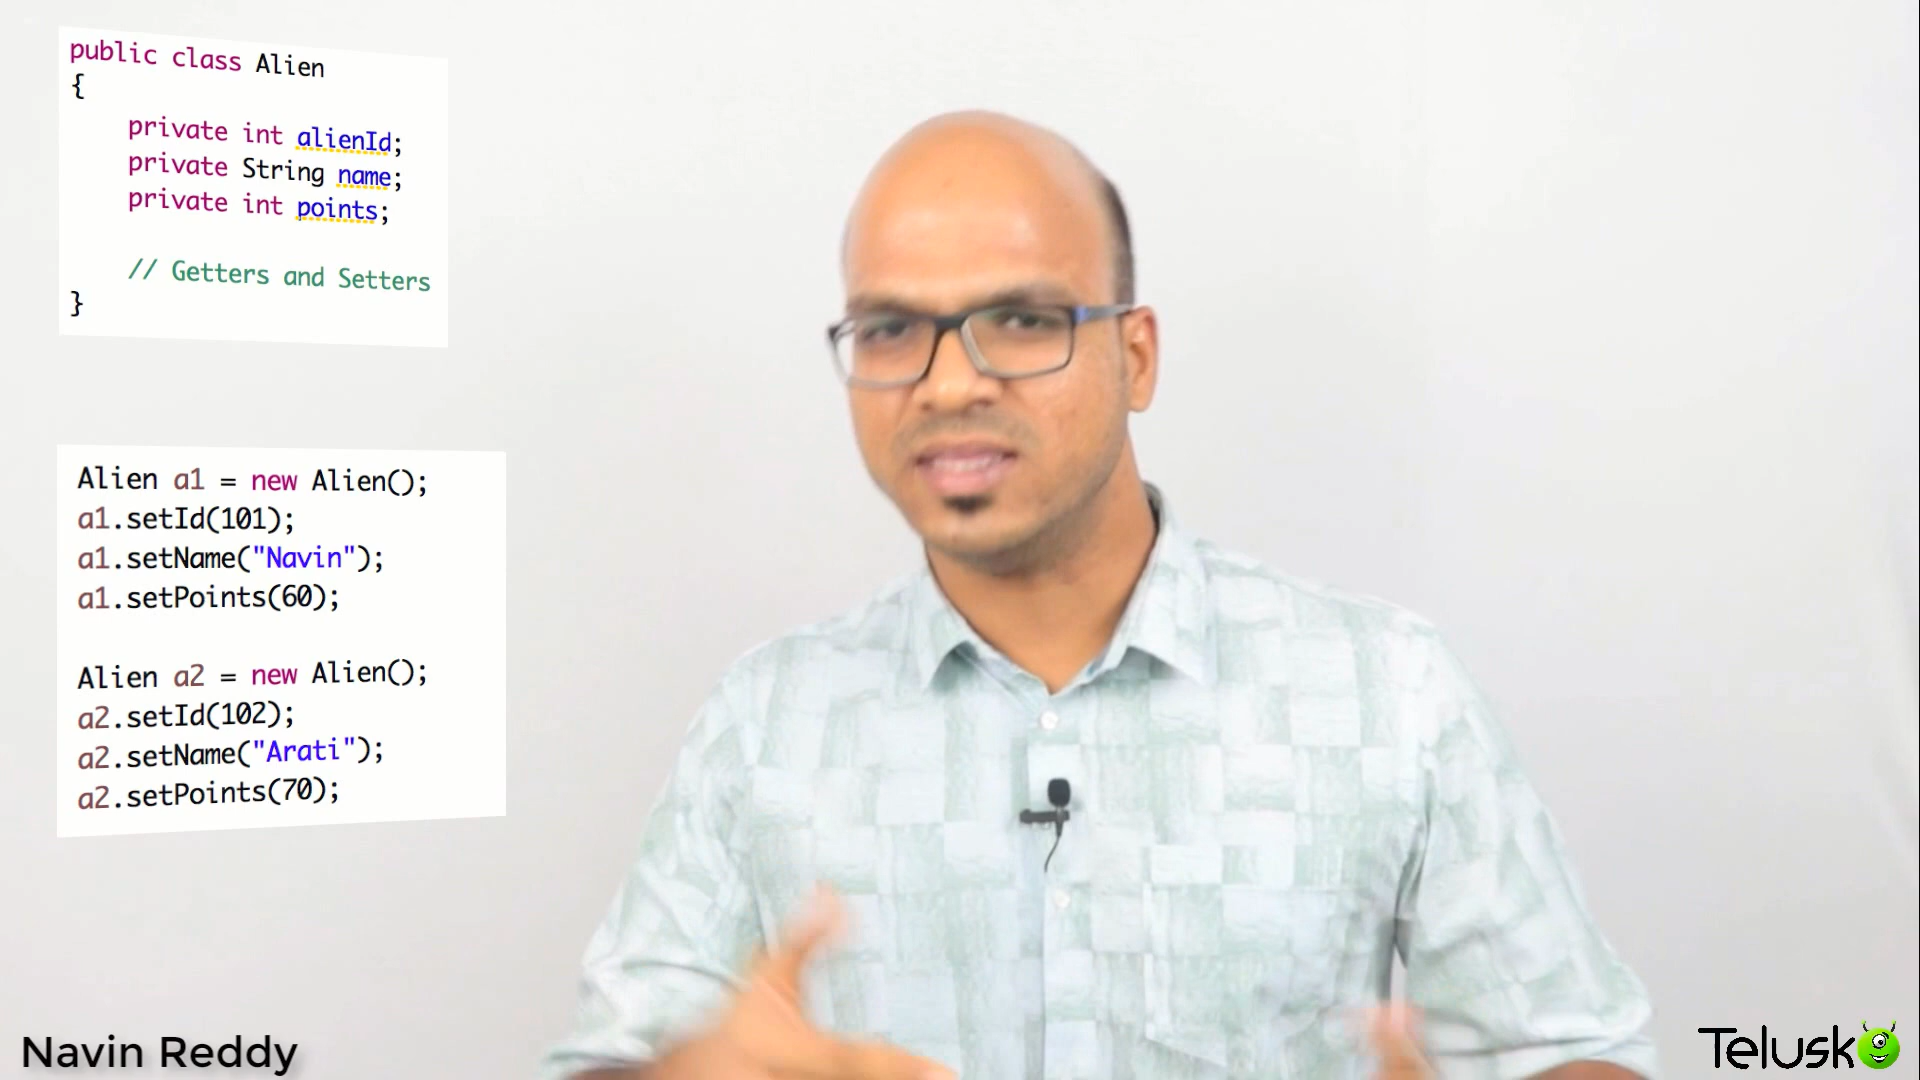 public class Alien
{
private int alienId;
private String name;
private int points;
// Getters and Setters
}
Alien a1 = new Alien();
a1.setId(101);
a1.setName("Navin");
a1.setPoints(60);
Alien a2 = new Alien();
a2.setId(102);
a2.setName("Arati");
a2.setPoints(70);
Navin Reddy
Telusko